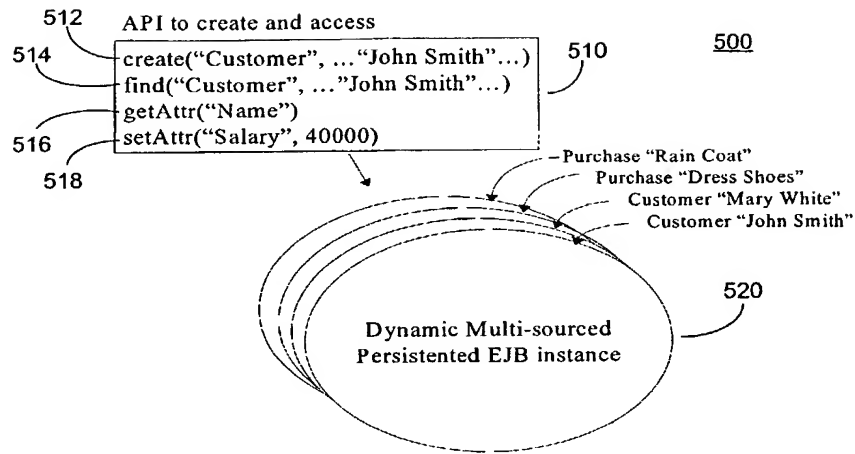 512
API to create and access
500
514
create("Customer", ..."John Smith"...)
510
find("Customer", ..."John Smith"...)
getAttr("Name")
516
setAttr("Salary", 40000)
518
Purchase "Rain Coat"
Purchase "Dress Shoes"
Customer "Mary White"
Customer "John Smith"
520
Dynamic Multi-sourced
Persistented EJB instance